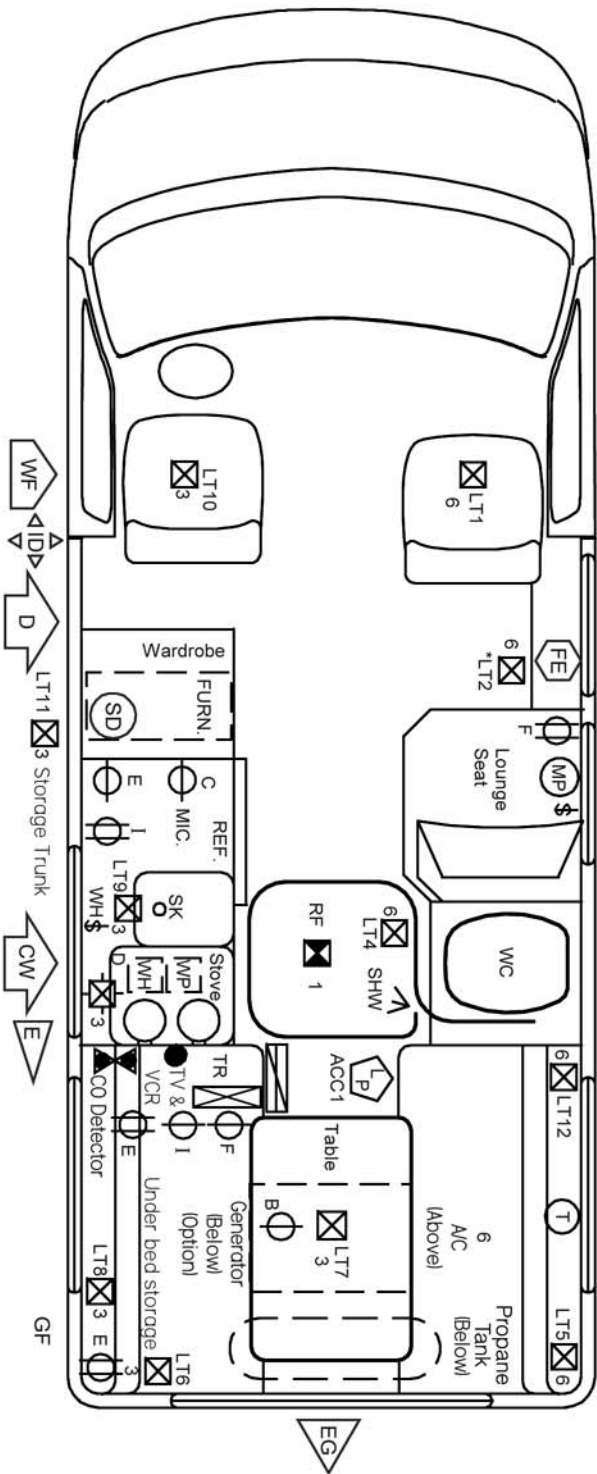 WF
ID
D
LT11
3
Storage Trunk
CW
E
GF
EG
LT10
3
LT1
6
FE
6
*LT2
Wardrobe
FURN.
SD
F
MP
$
Lounge
Seat
E
C
I
MIC.
REF.
LT9
3
WH$
SK
D
WH
WP
Stove
3
RF
1
6
LT4
SHW
WC
CO Detector
TV &
VCR
TR
E
I
F
LP
ACC1
Table
B
LT7
3
6
A/C
(Above)
Generator
(Below)
(Option)
Under bed storage
LT8
3
E
3
LT6
Propane
Tank
(Below)
6
LT12
T
LT5
6